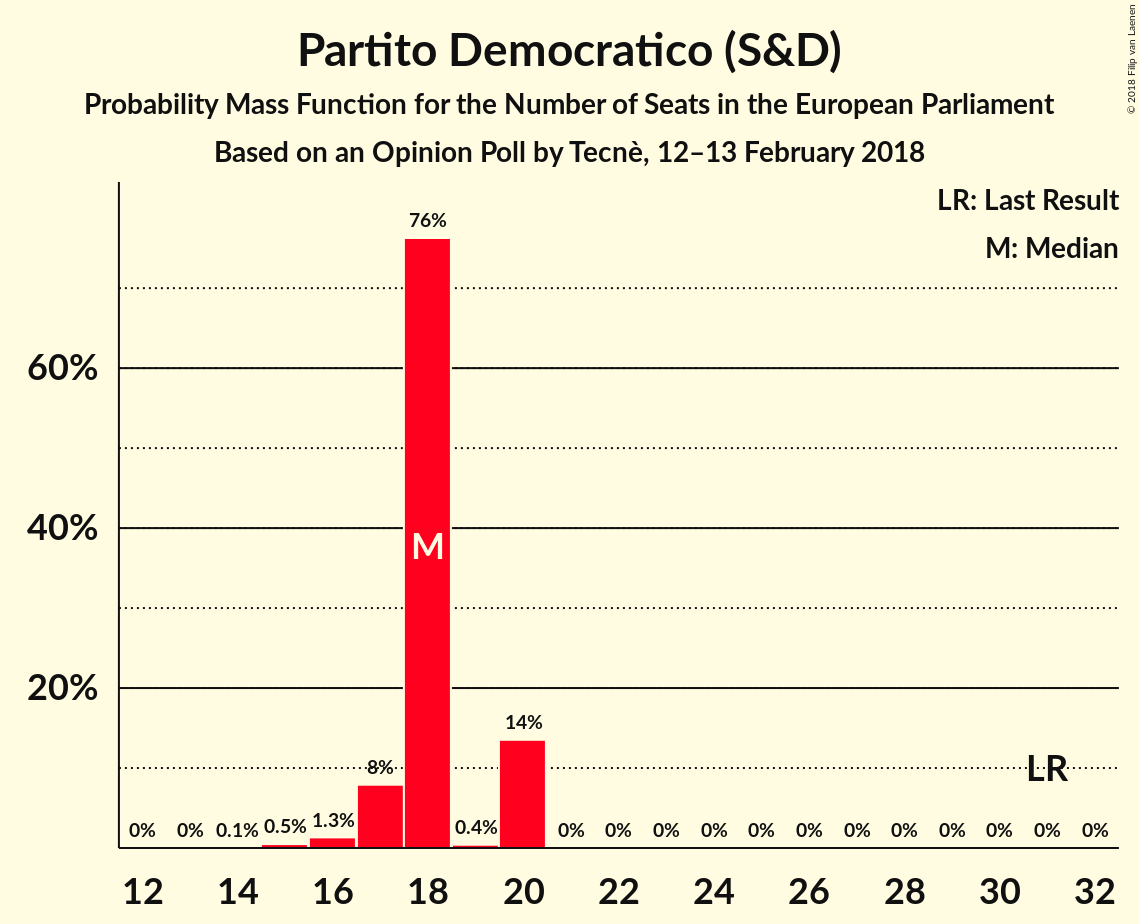 Partito Democratico (S&D)
Probability Mass Function for the Number of Seats in the European Parliament
Based on an Opinion Poll by Tecnè, 12–13 February 2018
© 2018 Filip van Laenen
LR: Last Result
M: Median
76%
60%
40%
M
20%
14%
8%
LR
0% 0% 0.1% 0.5% 1.3% 0.4% 0% 0% 0% 0% 0% 0% 0% 0% 0% 0% 0% 0%
12 14 16 18 20 22 24 26 28 30 32